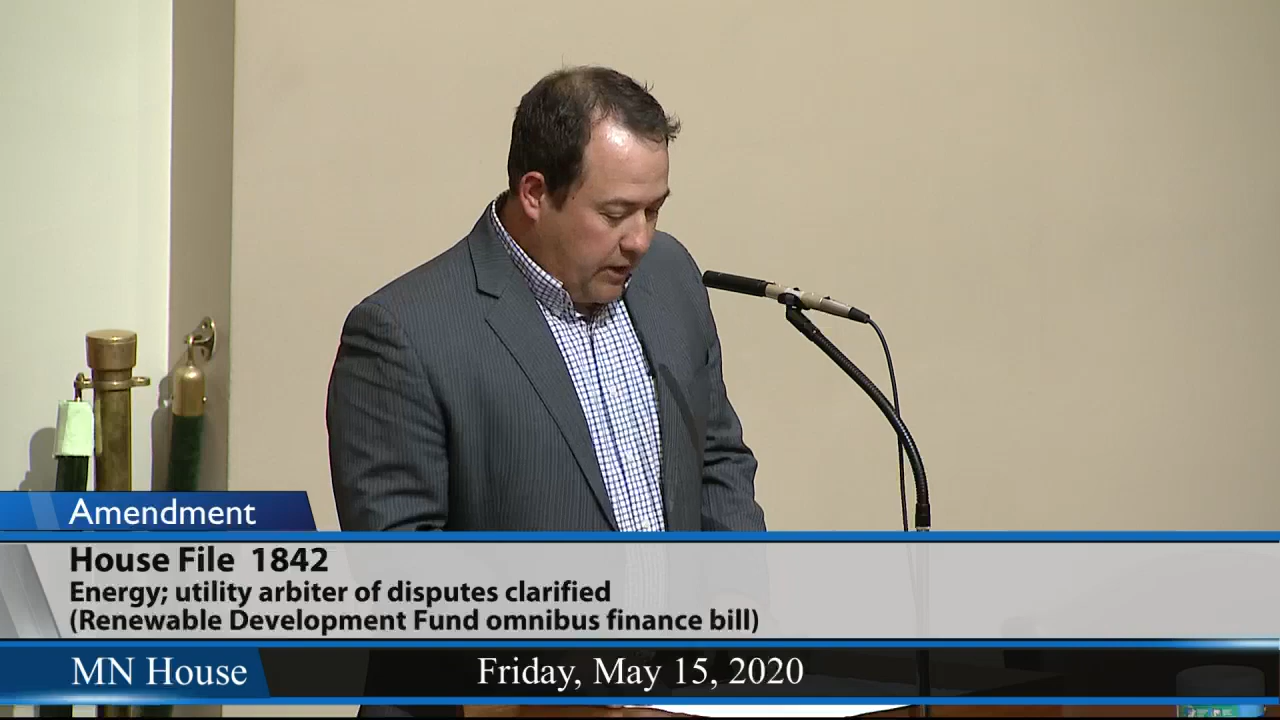 Amendment
House File 1842
Energy; utility arbiter of disputes clarified
(Renewable Development Fund omnibus finance bill)
MN House
Friday, May 15, 2020